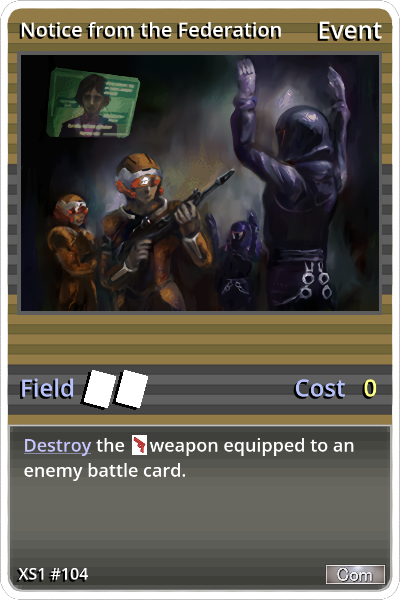 Notice from the Federation
Event
Field
Cost 0
Destroy the weapon equipped to an
enemy battle card.
XS1 #104
Com